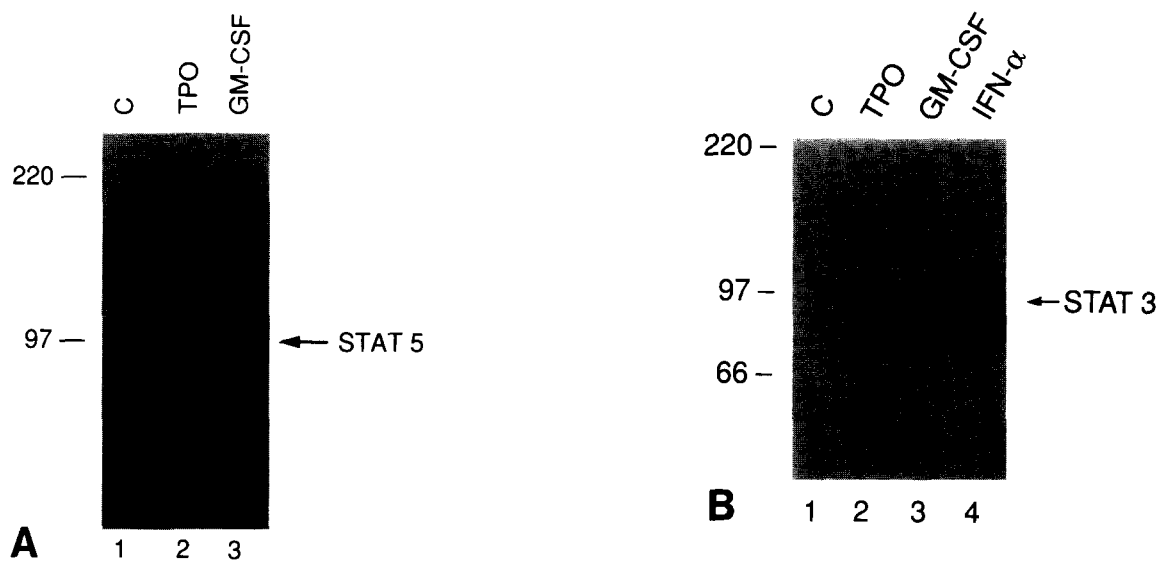 C TPO GM-CSF
220 —
97 —
← STAT 5
A
1 2 3
C TPO GM-CSF IFN-α
220 –
97 –
← STAT 3
66 –
B
1 2 3 4